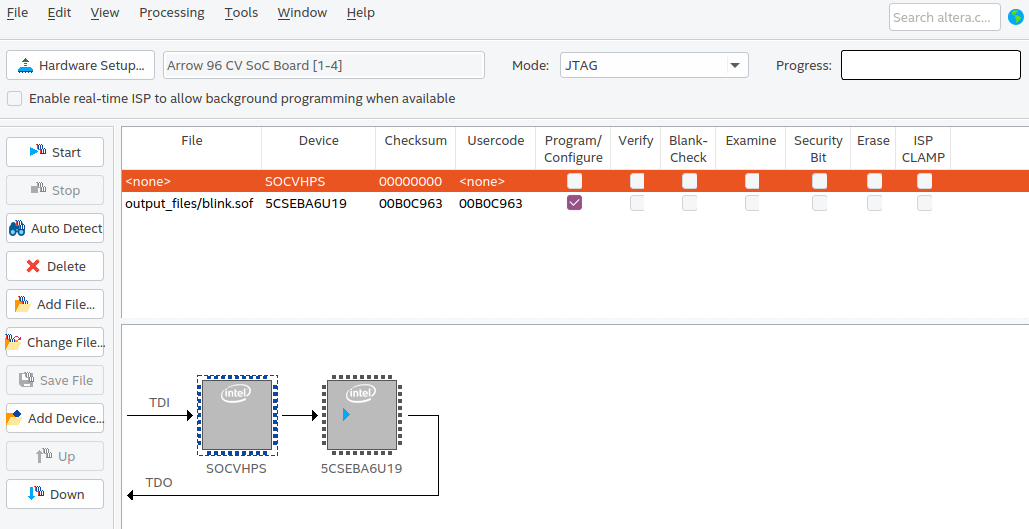 File Edit View Processing Tools Window Help
Search altera.c...
Hardware Setup... Arrow 96 CV SoC Board [1-4] Mode: JTAG Progress:
Enable real-time ISP to allow background programming when available
Start
Stop
Auto Detect
Delete
Add File...
Change File...
Save File
Add Device...
Up
Down
File Device Checksum Usercode Program/ Verify Blank- Examine Security Erase ISP
Configure Check Bit CLAMP
<none> SOCVHPS 00000000 <none>
output_files/blink.sof 5CSEBA6U19 00B0C963 00B0C963
intel intel
TDI
SOCVHPS 5CSEBA6U19
TDO